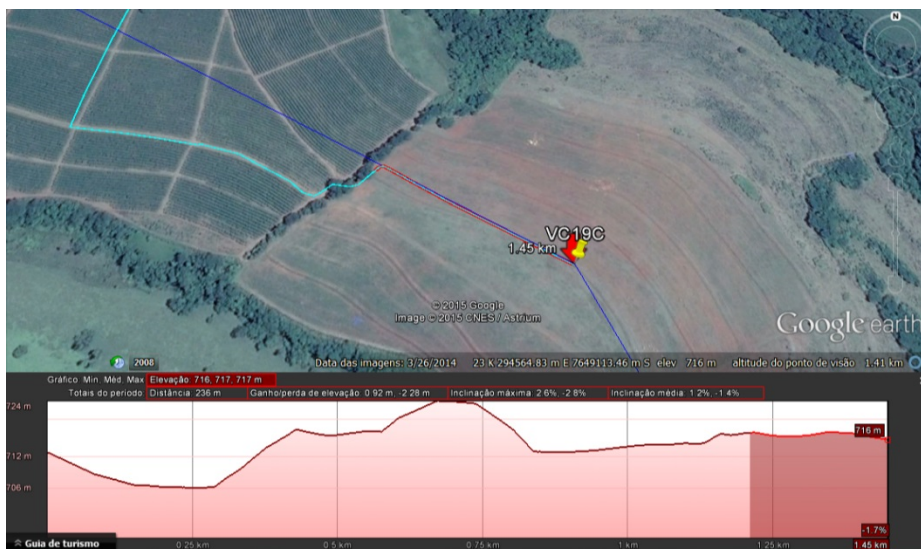 N
VC19C
1.45 km
© 2015 Google
Image © 2015 CNES / Astrium
Google earth
2008
Data das imagens: 3/26/2014 23 K 294564.83 m E 7649113.46 m S elev 716 m altitude do ponto de visão 1.41 km
Gráfico Min. Méd. Max Elevação: 716, 717, 717 m
Totais do período Distância: 236 m Ganho/perda de elevação: 0.92 m, -2.28 m Inclinação máxima 2.6%, -2.8% Inclinação média: 1.2%, -1.4%
724 m
716 m
712 m
706 m
-1.7%
Guia de turismo 0.25 km 0.5 km 0.75 km 1 km 1.25 km 1.45 km